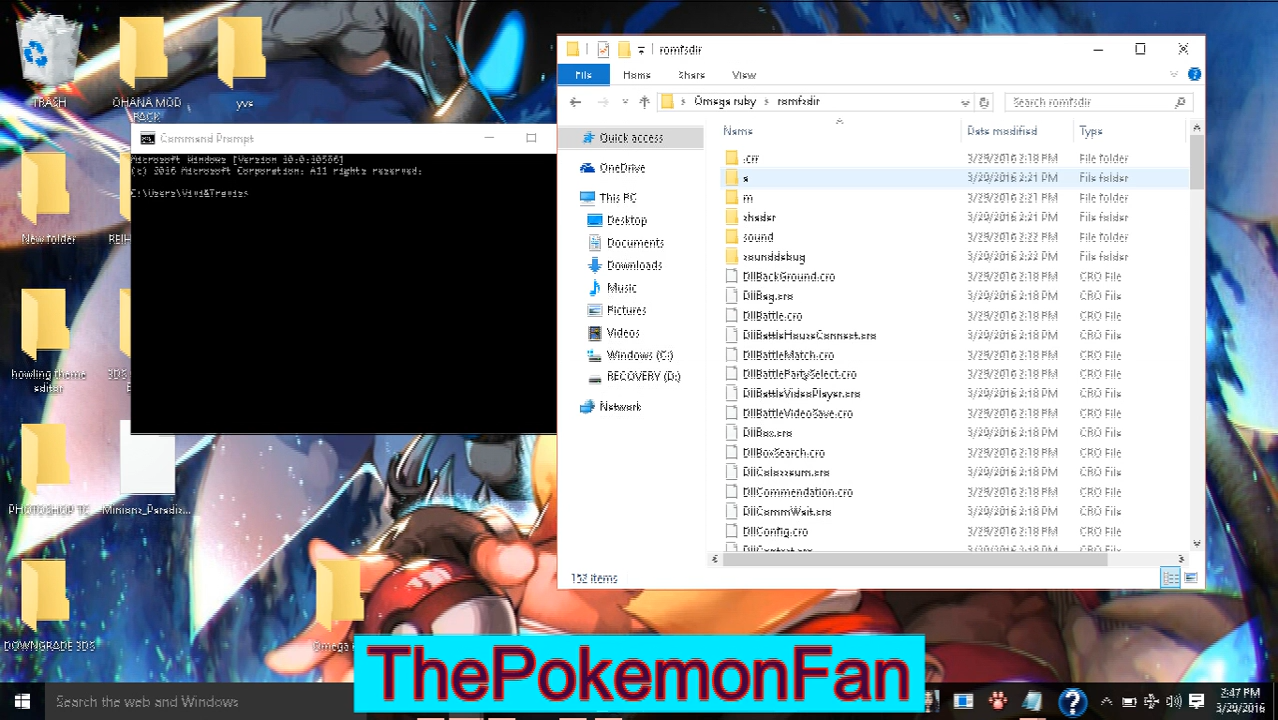 TRASH
OHANA MOD
PACK
yvs
New folder
howling theme
editor
3DS
PHOTOSHOP TE...
DOWNGRADE 3DS
Omega
Command Prompt
Microsoft Windows [Version 10.0.10586]
(c) 2016 Microsoft Corporation. All rights reserved.
romfsdir
File Home Share View
Omega ruby romfsdir
Search romfsdir
Quick access
OneDrive
This PC
Desktop
Documents
Downloads
Music
Pictures
Videos
Windows (C:)
RECOVERY (D:)
Network
Name Date modified Type
.crr 3/29/2016 2:18 PM File folder
a 3/29/2016 2:21 PM File folder
m 3/29/2016 2:21 PM File folder
shader 3/29/2016 2:21 PM File folder
sound 3/29/2016 2:22 PM File folder
sounddebug 3/29/2016 2:22 PM File folder
DllBackGround.cro 3/29/2016 2:18 PM CRO File
DllBag.cro 3/29/2016 2:18 PM CRO File
DllBattle.cro 3/29/2016 2:18 PM CRO File
DllBattleHouseConnect.cro 3/29/2016 2:18 PM CRO File
DllBattleMatch.cro 3/29/2016 2:18 PM CRO File
DllBattlePartySelect.cro 3/29/2016 2:18 PM CRO File
DllBattleVideoPlayer.cro 3/29/2016 2:18 PM CRO File
DllBattleVideoSave.cro 3/29/2016 2:18 PM CRO File
DllBox.cro 3/29/2016 2:18 PM CRO File
DllBoxSearch.cro 3/29/2016 2:18 PM CRO File
DllColosseum.cro 3/29/2016 2:18 PM CRO File
DllCommendation.cro 3/29/2016 2:18 PM CRO File
DllCommWait.cro 3/29/2016 2:18 PM CRO File
DllConfig.cro 3/29/2016 2:18 PM CRO File
152 items
ThePokemonFan
Search the web and Windows
2:47 PM
3/29/2016